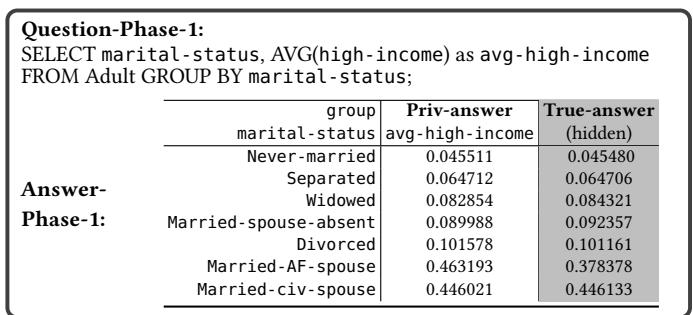 Question-Phase-1:
SELECT marital-status, AVG(high-income) as avg-high-income
FROM Adult GROUP BY marital-status;
group Priv-answer True-answer
marital-status avg-high-income (hidden)
Never-married 0.045511 0.045480
Separated 0.064712 0.064706
Widowed 0.082854 0.084321
Married-spouse-absent 0.089988 0.092357
Divorced 0.101578 0.101161
Married-AF-spouse 0.463193 0.378378
Married-civ-spouse 0.446021 0.446133
Answer-
Phase-1: